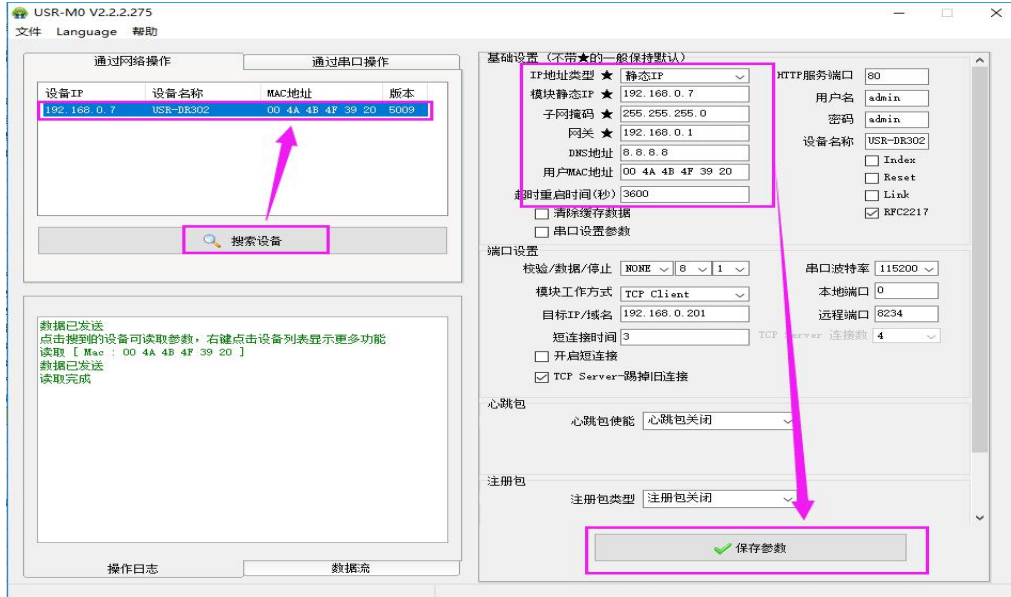 USR-M0 V2.2.2.275
文件 Language 帮助
通过网络操作 通过串口操作
设备IP 设备名称 MAC地址 版本
192.168.0.7 USR-DR302 00 4A 4B 4F 39 20 5009
搜索设备
数据已发送
点击搜到的设备可读取参数，右键点击设备列表显示更多功能
读取 [ Mac : 00 4A 4B 4F 39 20 ]
数据已发送
读取完成
操作日志 数据流
基础设置 (不带★的一般保持默认)
IP地址类型 ★ 静态IP
模块静态IP ★ 192.168.0.7
子网掩码 ★ 255.255.255.0
网关 ★ 192.168.0.1
DNS地址 8.8.8.8
用户MAC地址 00 4A 4B 4F 39 20
超时重启时间(秒) 3600
清除缓存数据
串口设置参数
HTTP服务端口 80
用户名 admin
密码 admin
设备名称 USR-DR302
Index
Reset
Link
RFC2217
端口设置
校验/数据/停止 NONE 8 1 串口波特率 115200
模块工作方式 TCP Client 本地端口 0
目标IP/域名 192.168.0.201 远程端口 8234
短连接时间 3 TCP Server 连接数 4
开启短连接
TCP Server-踢掉旧连接
心跳包
心跳包使能 心跳包关闭
注册包
注册包类型 注册包关闭
保存参数